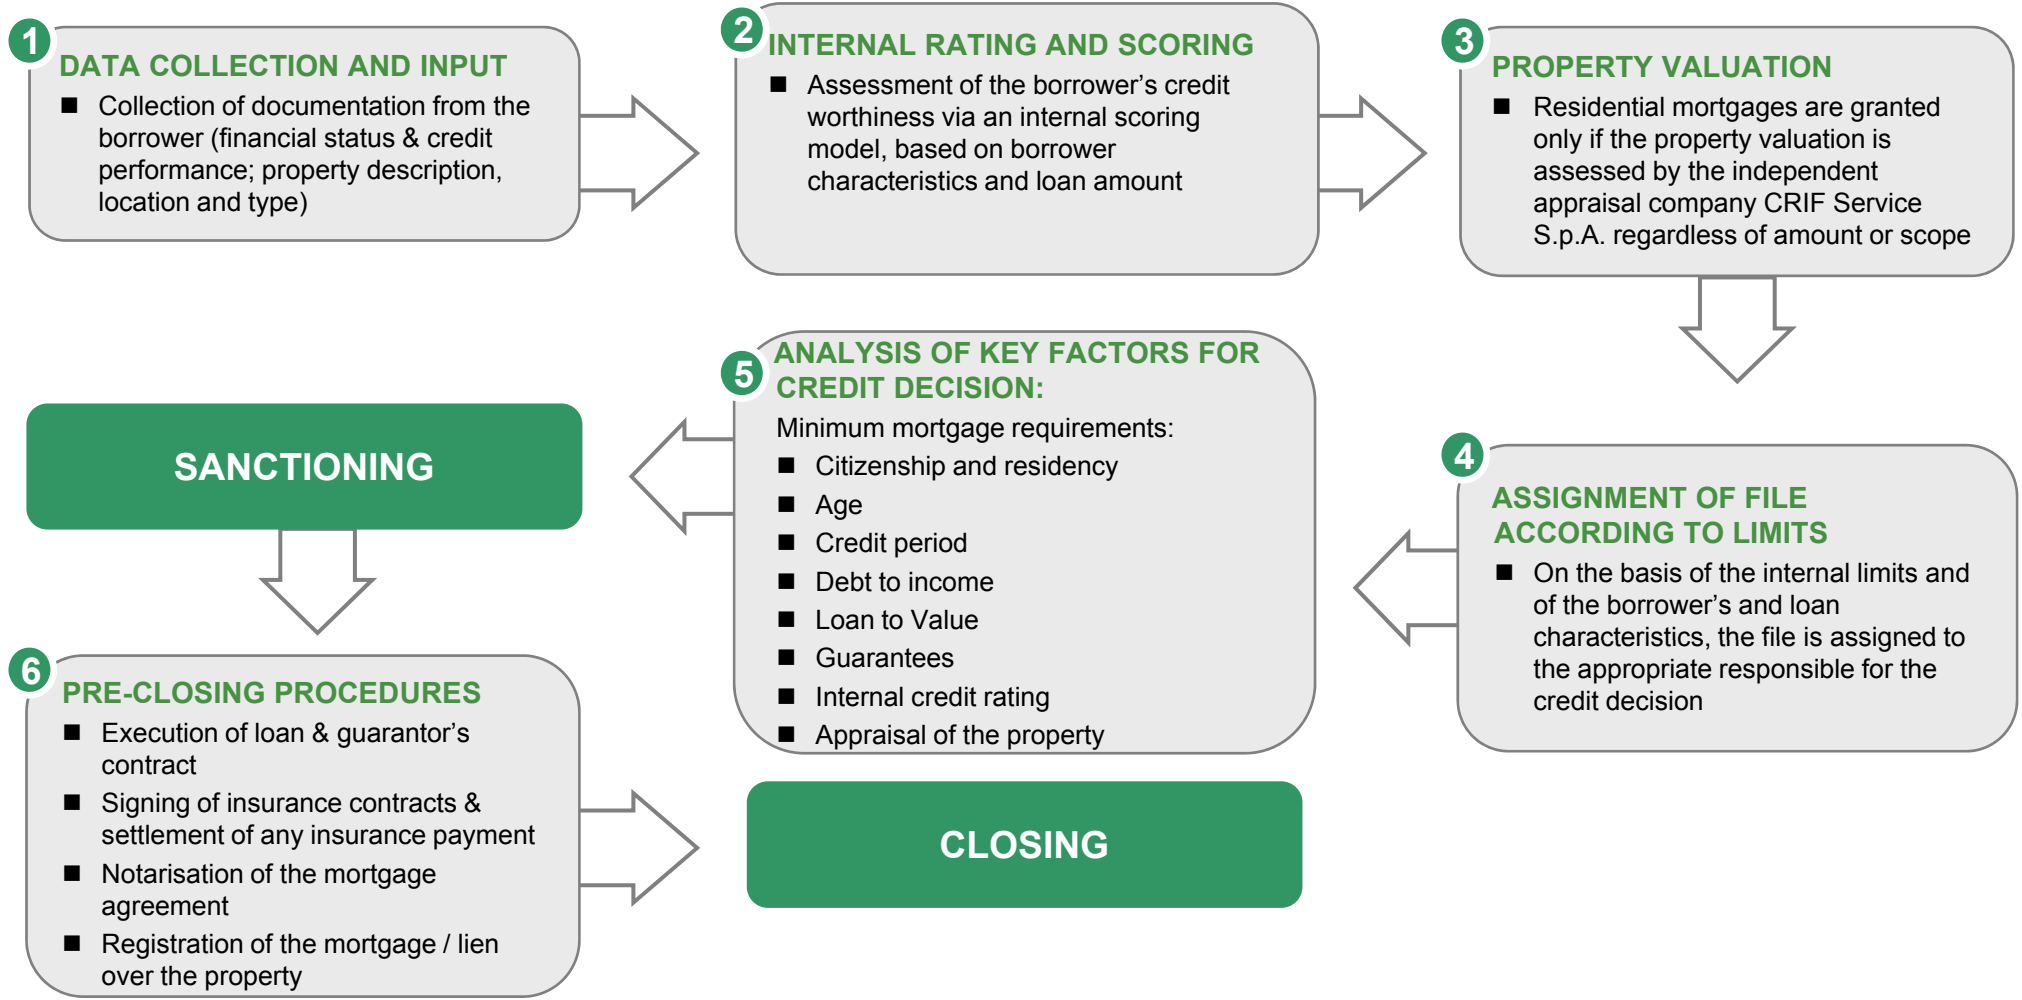 1
DATA COLLECTION AND INPUT
■ Collection of documentation from the
borrower (financial status & credit
performance; property description,
location and type)
2
INTERNAL RATING AND SCORING
■ Assessment of the borrower’s credit
worthiness via an internal scoring
model, based on borrower
characteristics and loan amount
3
PROPERTY VALUATION
■ Residential mortgages are granted
only if the property valuation is
assessed by the independent
appraisal company CRIF Service
S.p.A. regardless of amount or scope
4
ASSIGNMENT OF FILE
ACCORDING TO LIMITS
■ On the basis of the internal limits and
of the borrower’s and loan
characteristics, the file is assigned to
the appropriate responsible for the
credit decision
5
ANALYSIS OF KEY FACTORS FOR
CREDIT DECISION:
Minimum mortgage requirements:
■ Citizenship and residency
■ Age
■ Credit period
■ Debt to income
■ Loan to Value
■ Guarantees
■ Internal credit rating
■ Appraisal of the property
SANCTIONING
6
PRE-CLOSING PROCEDURES
■ Execution of loan & guarantor’s
contract
■ Signing of insurance contracts &
settlement of any insurance payment
■ Notarisation of the mortgage
agreement
■ Registration of the mortgage / lien
over the property
CLOSING